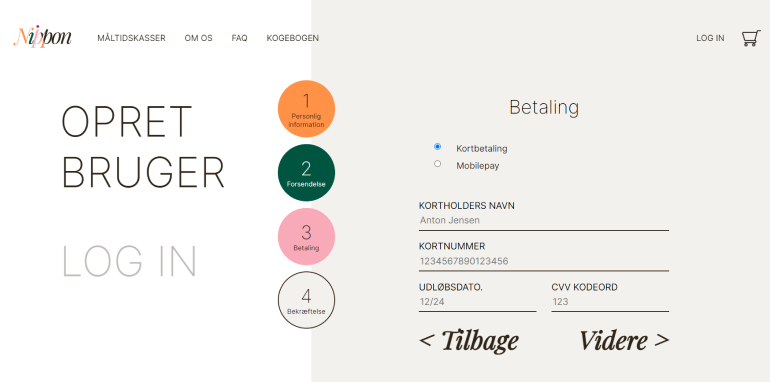 Nippon
MÅLTIDSKASSER OM OS FAQ KOGEBOGEN
LOG IN
OPRET
BRUGER
LOG IN
1
Personlig
information
2
Forsendelse
3
Betaling
4
Bekræftelse
Betaling
Kortbetaling
Mobilepay
KORTHOLDERS NAVN
Anton Jensen
KORTNUMMER
1234567890123456
UDLØBSDATO. CVV KODEORD
12/24 123
< Tilbage Videre >